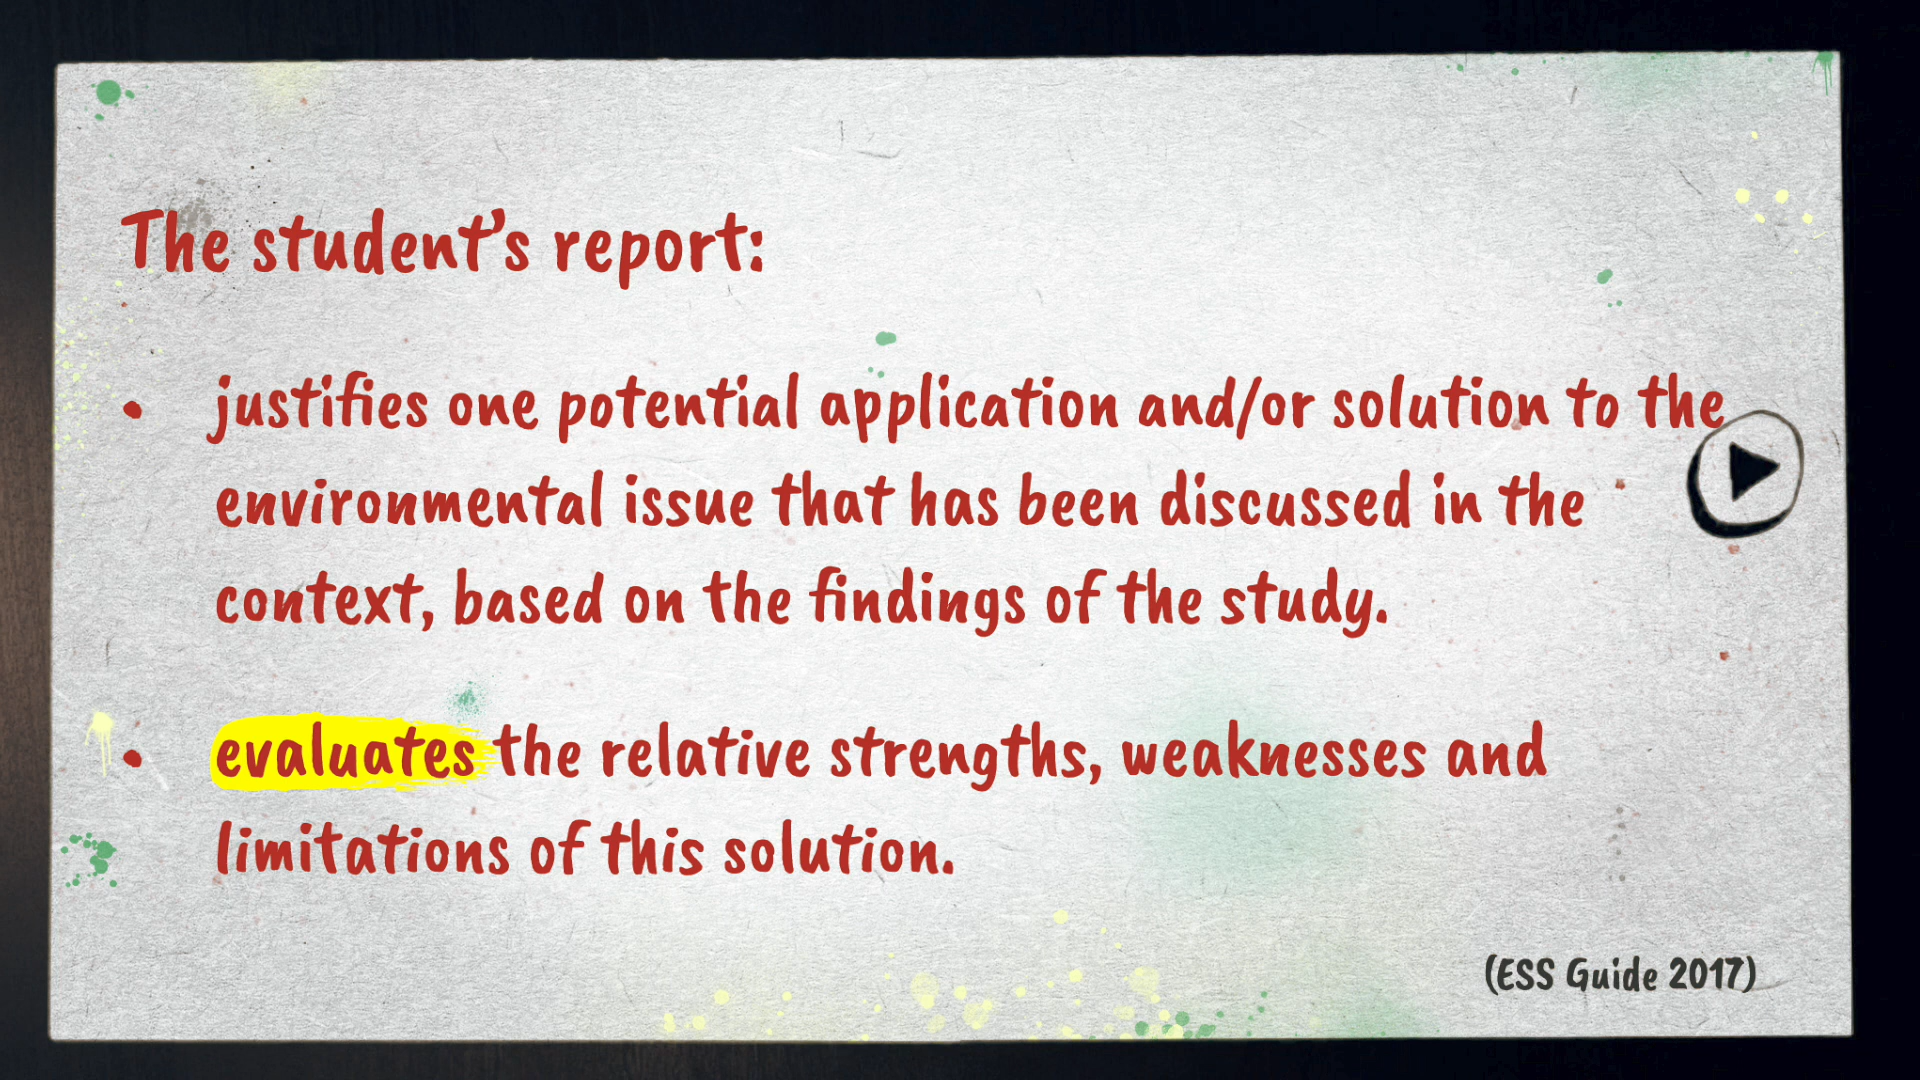 The student’s report:
• justifies one potential application and/or solution to the
environmental issue that has been discussed in the
context, based on the findings of the study.
• evaluates the relative strengths, weaknesses and
limitations of this solution.
(ESS Guide 2017)